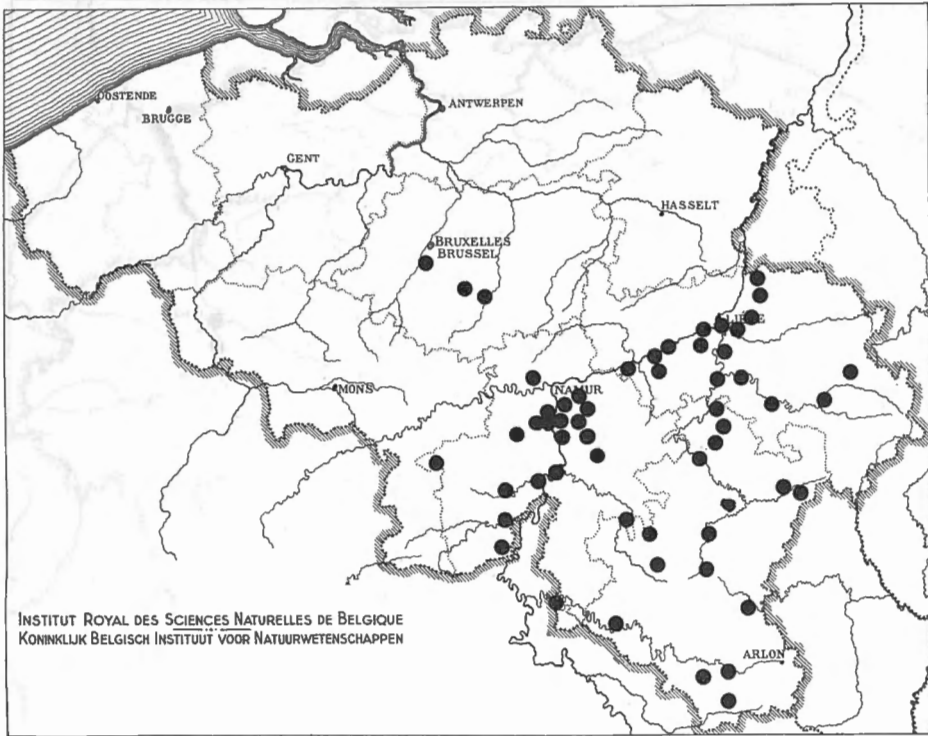 OOSTENDE
BRUGGE
ANTWERPEN
GENT
HASSELT
BRUXELLES
BRUSSEL
LIÈGE
MONS
NAMUR
ARLON
INSTITUT ROYAL DES SCIENCES NATURELLES DE BELGIQUE
KONINKLIJK BELGISCH INSTITUUT VOOR NATUURWETENSCHAPPEN